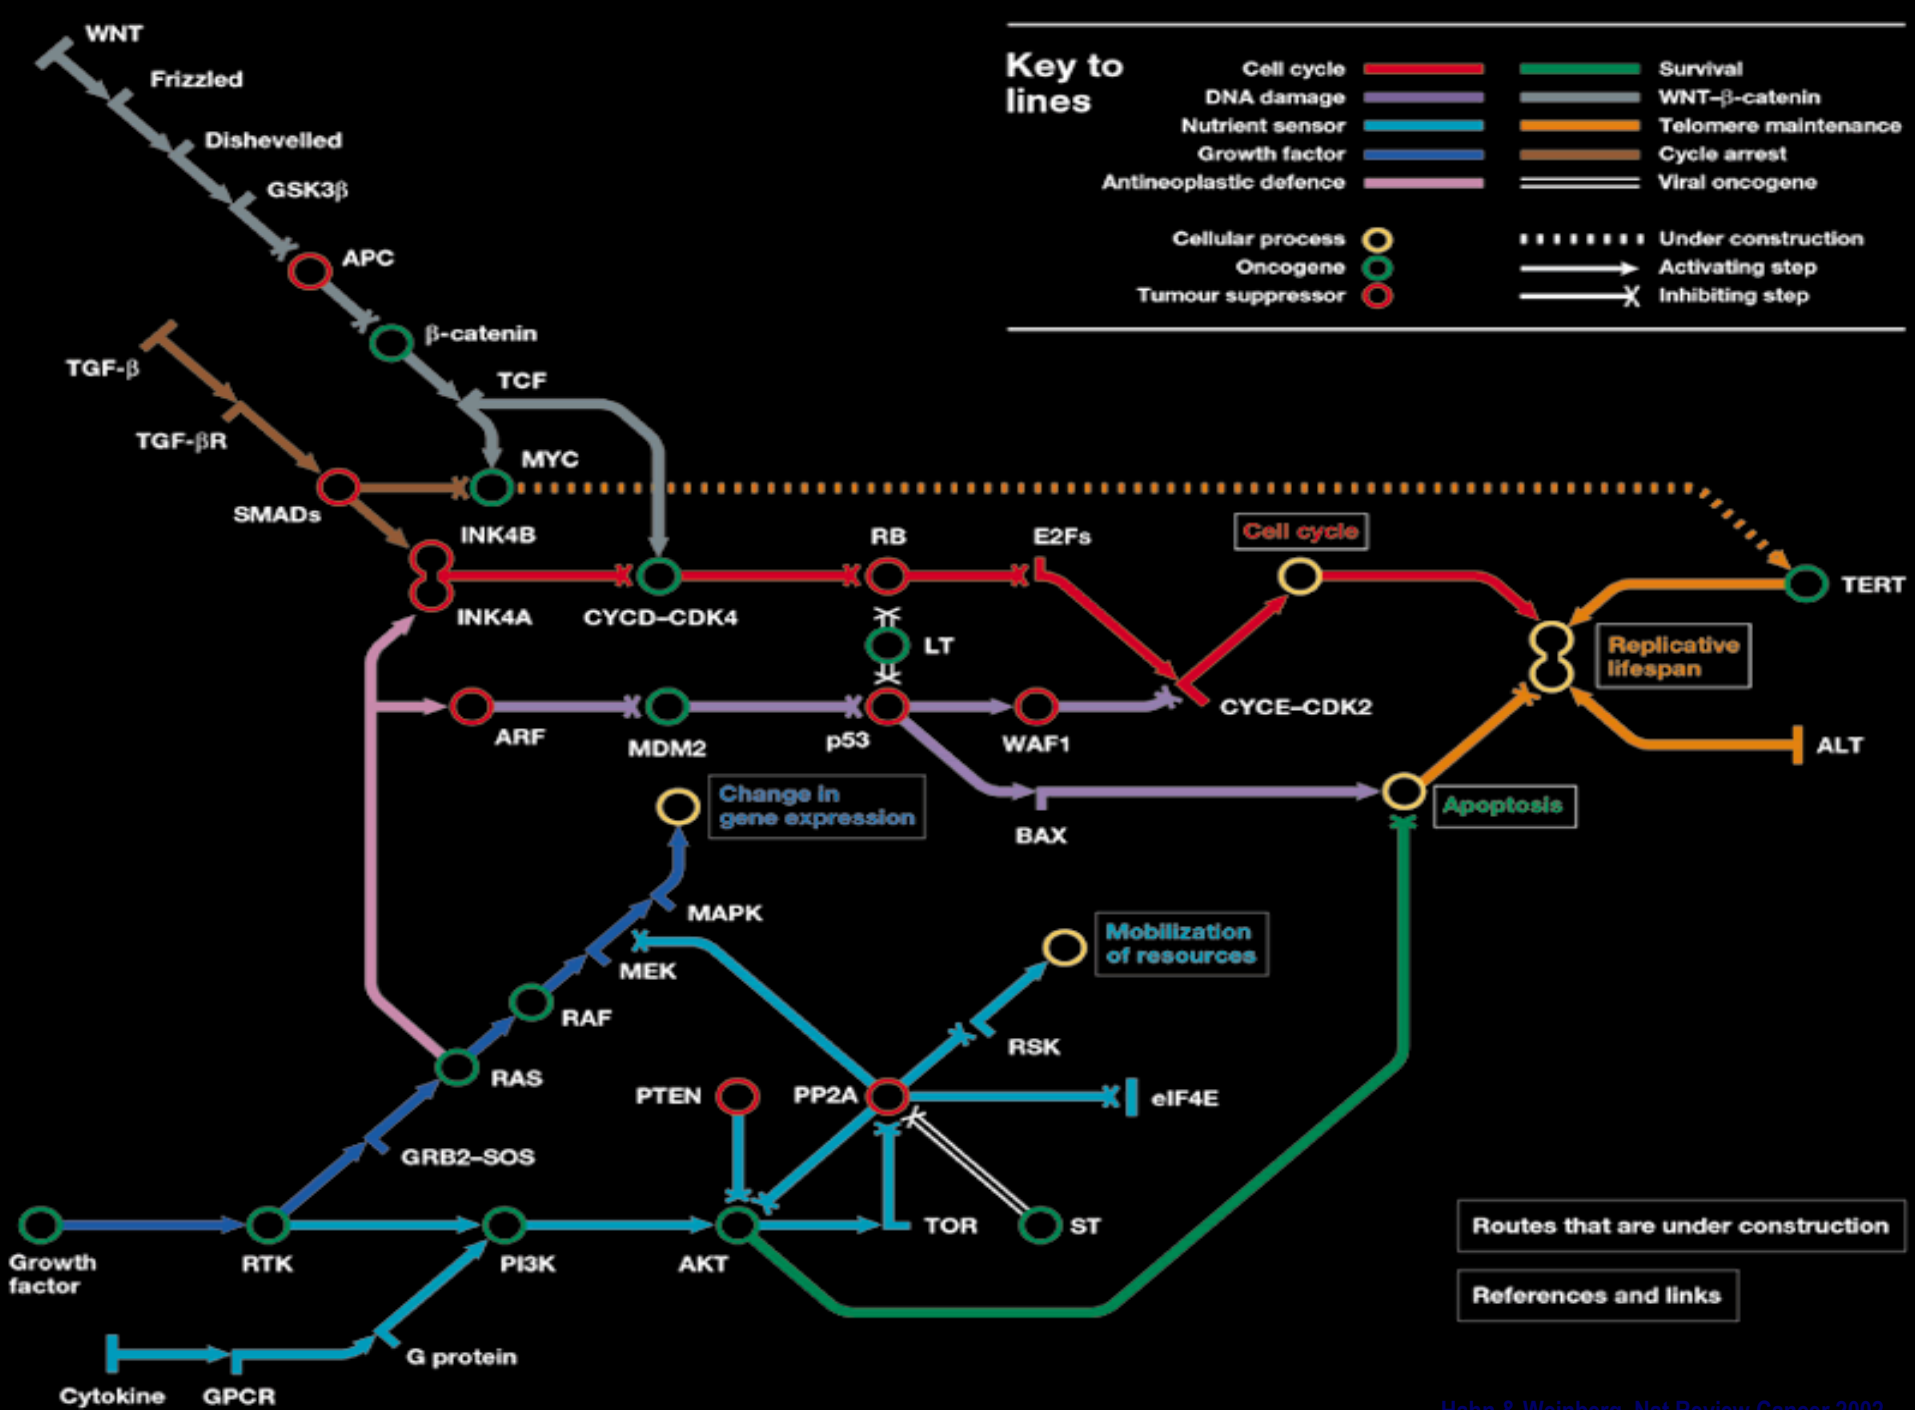 WNT
Frizzled
Dishevelled
GSK3β
APC
β-catenin
TCF
TGF-β
TGF-βR
SMADs
MYC
INK4B
INK4A
CYCD–CDK4
RB
E2Fs
Cell cycle
LT
TERT
Replicative
lifespan
ARF
MDM2
p53
WAF1
CYCE–CDK2
ALT
BAX
Apoptosis
Change in
gene expression
MAPK
MEK
RAF
RAS
GRB2–SOS
Mobilization
of resources
RSK
PTEN
PP2A
eIF4E
Growth
factor
RTK
PI3K
AKT
TOR
ST
Cytokine
GPCR
G protein
Key to
lines
Cell cycle
DNA damage
Nutrient sensor
Growth factor
Antineoplastic defence
Survival
WNT–β-catenin
Telomere maintenance
Cycle arrest
Viral oncogene
Cellular process
Oncogene
Tumour suppressor
Under construction
Activating step
Inhibiting step
Routes that are under construction
References and links